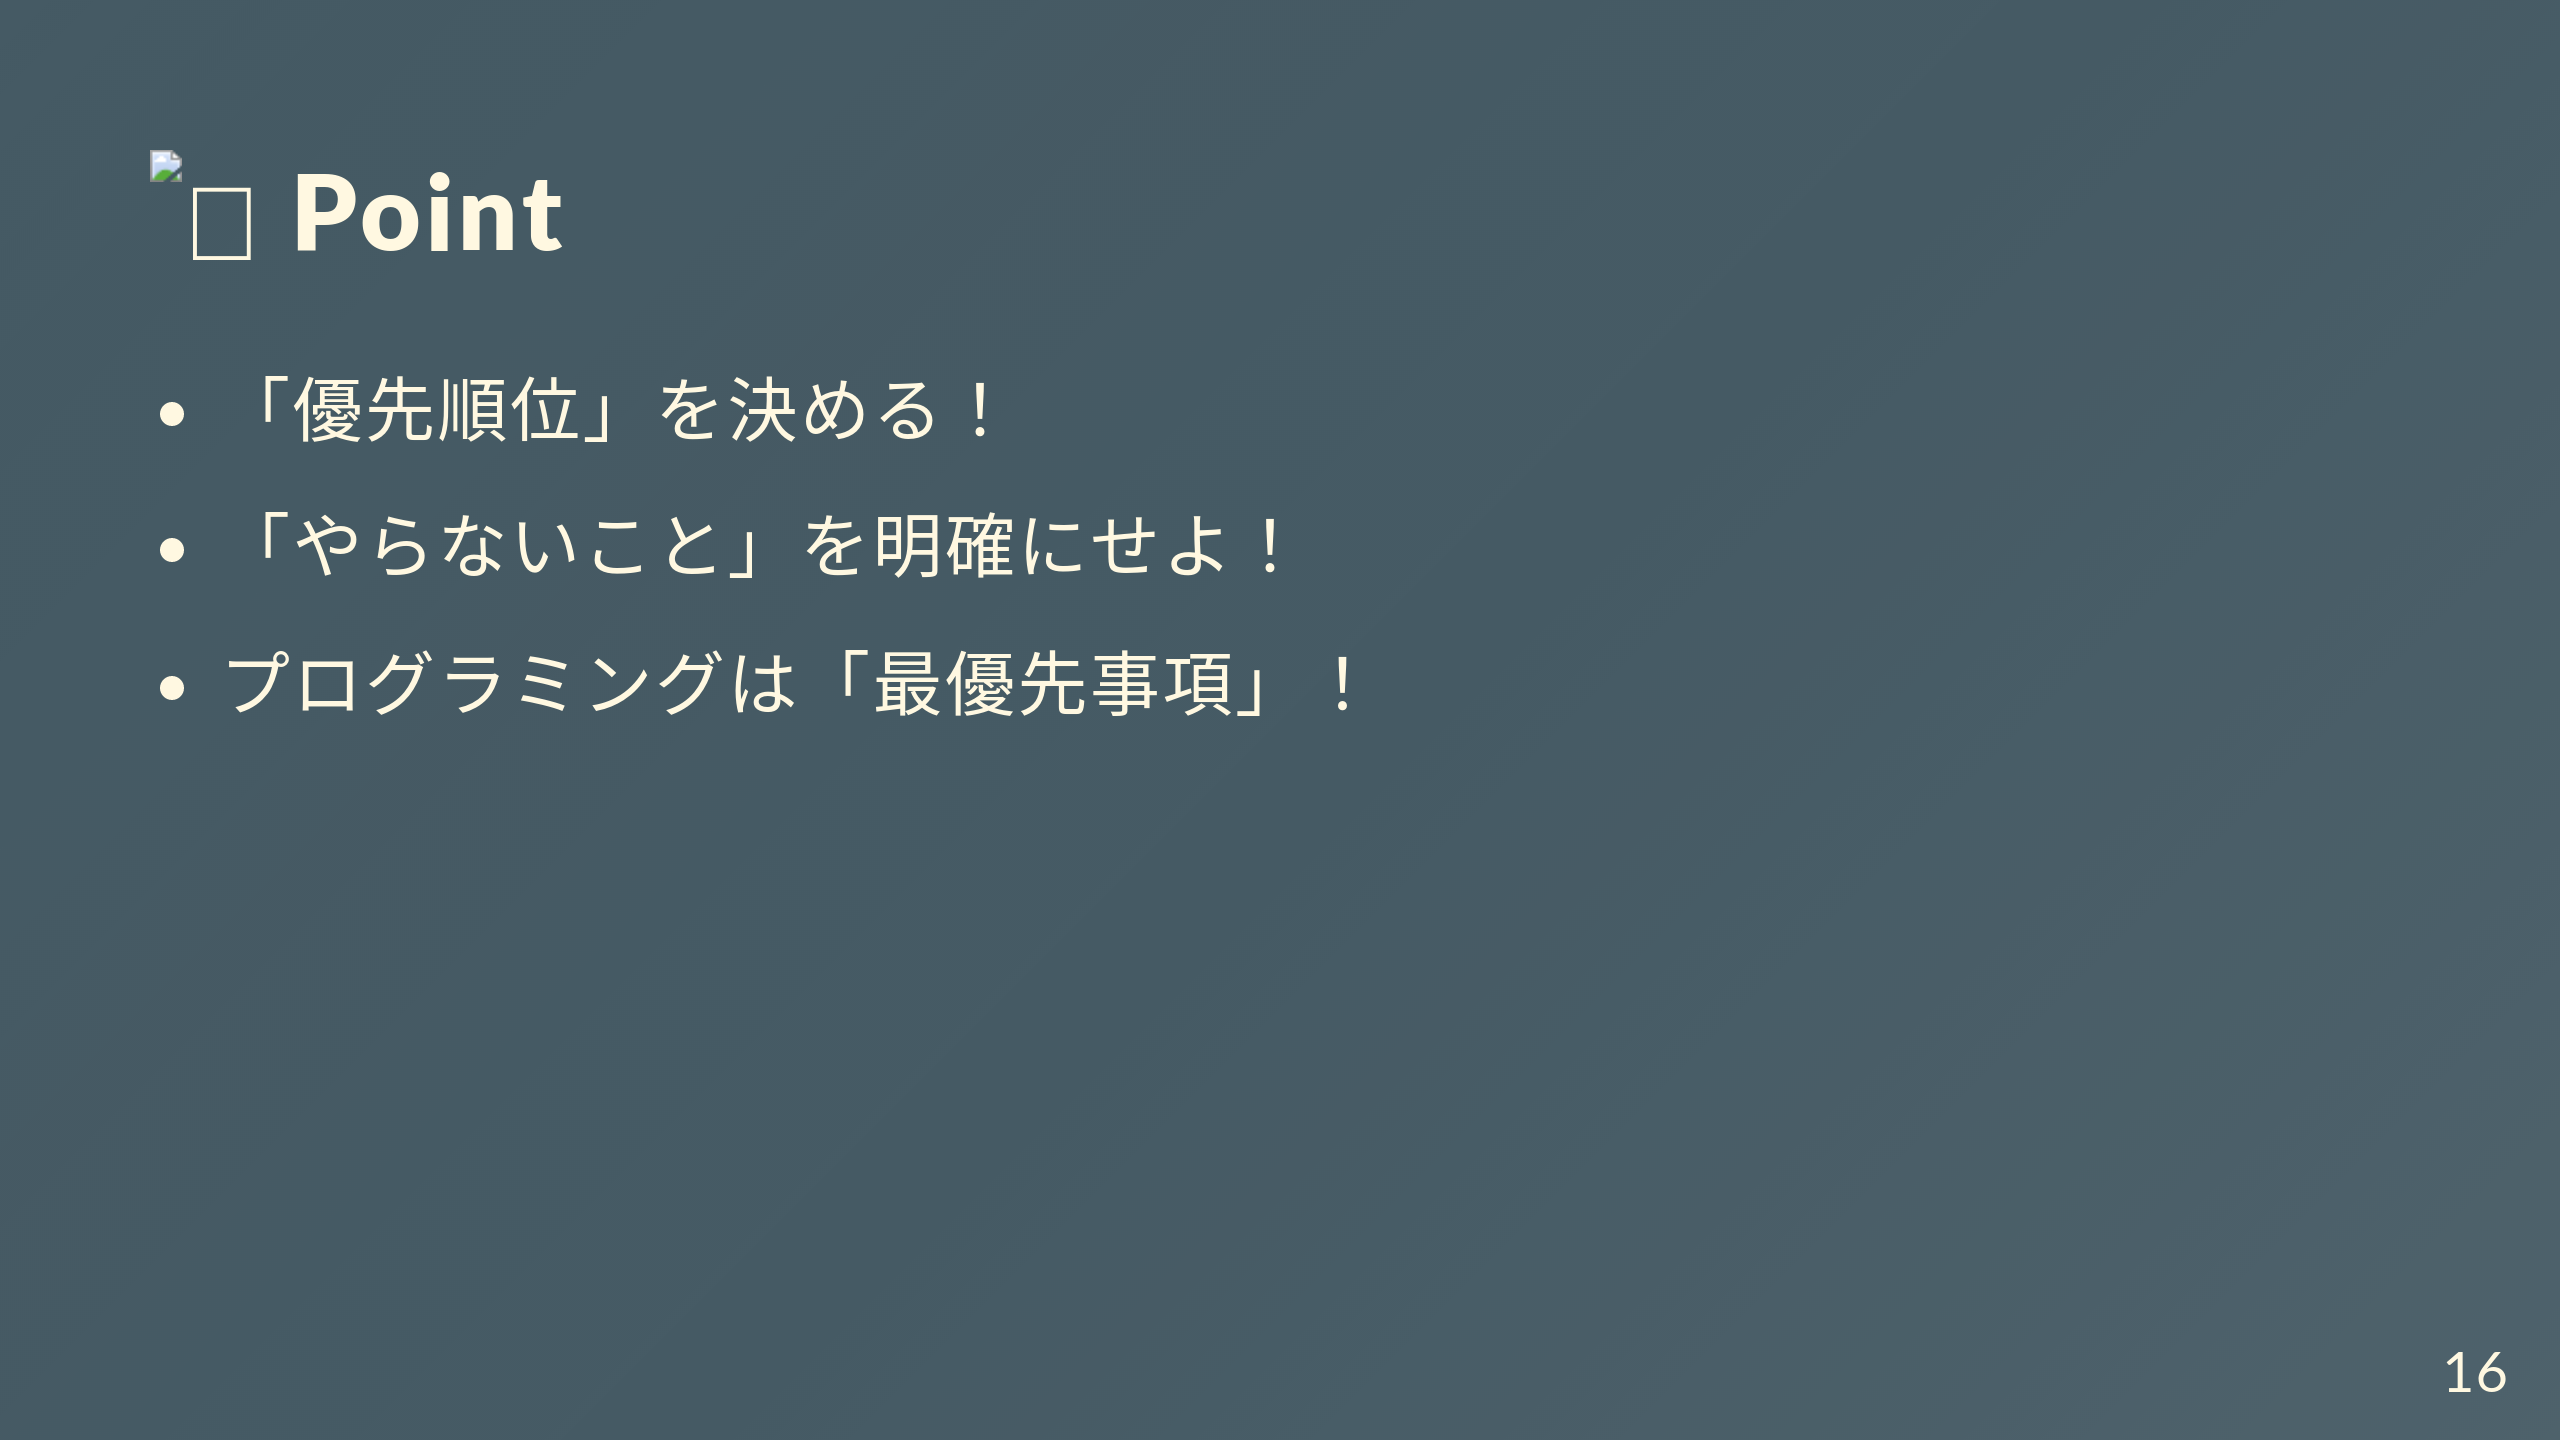 Point
「優先順位」を決める！
「やらないこと」を明確にせよ！
プログラミングは「最優先事項」！
16